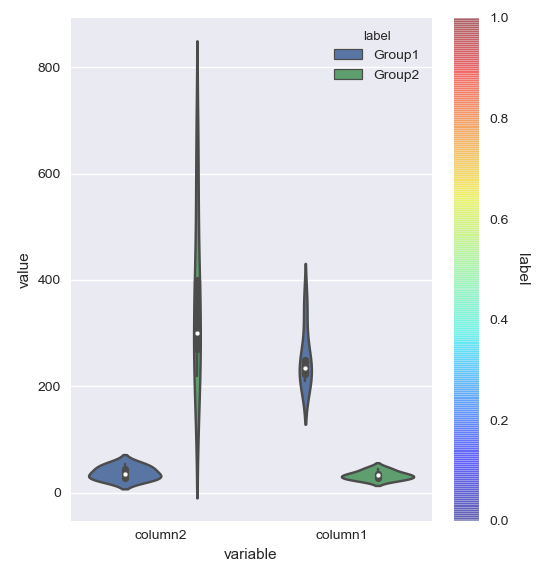 label
Group1
Group2
value
800
600
400
200
0
column2
column1
variable
1.0
0.8
0.6
0.4
0.2
0.0
label